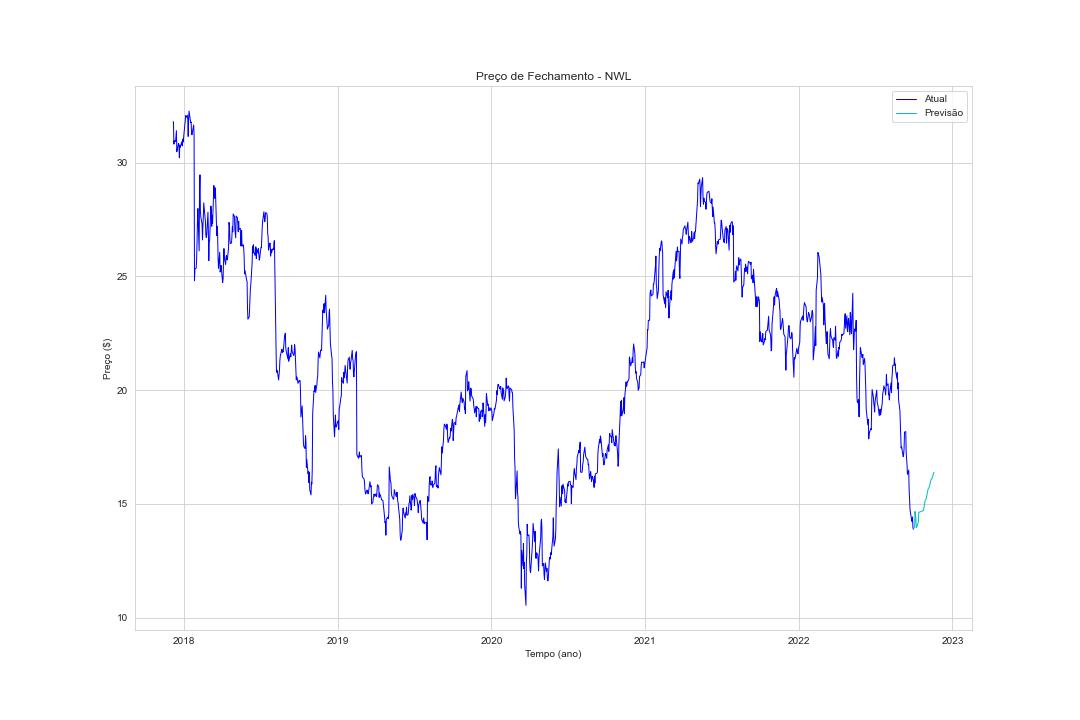 Preço de Fechamento - NWL
Atual
Previsão
30
25
20
15
10
Preço ($)
2018 2019 2020 2021 2022 2023
Tempo (ano)